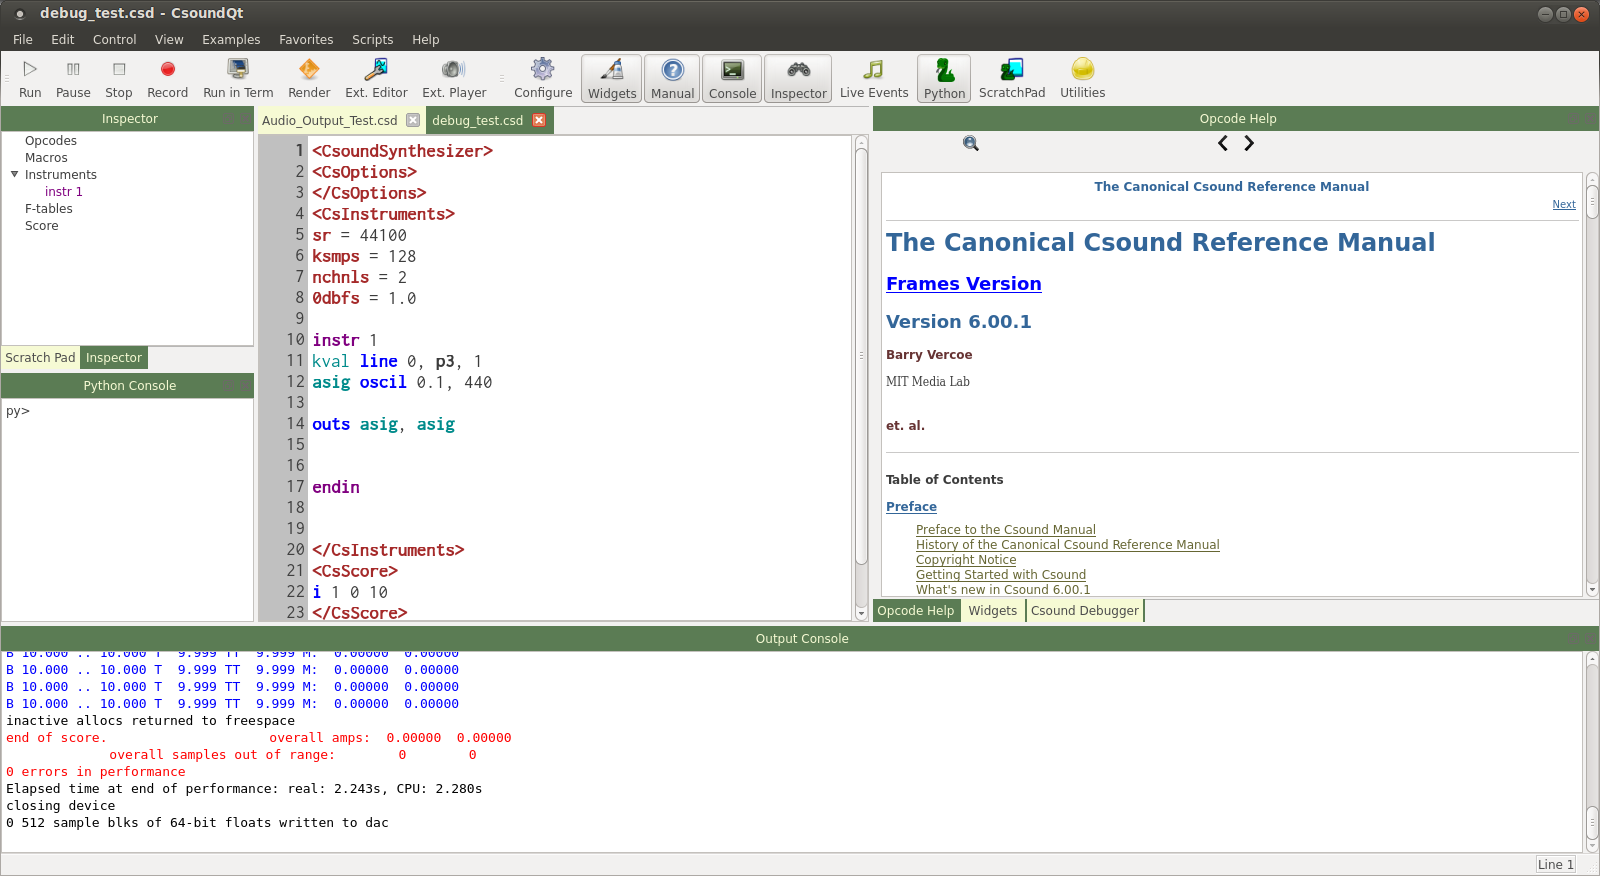 debug_test.csd - CsoundQt
File Edit Control View Examples Favorites Scripts Help
Run Pause Stop Record Run in Term Render Ext. Editor Ext. Player Configure Widgets Manual Console Inspector Live Events Python ScratchPad Utilities
Inspector
Opcodes
Macros
Instruments
instr 1
F-tables
Score
Scratch Pad Inspector
Python Console
py>
Audio_Output_Test.csd debug_test.csd
1 <CsoundSynthesizer>
2 <CsOptions>
3 </CsOptions>
4 <CsInstruments>
5 sr = 44100
6 ksmps = 128
7 nchnls = 2
8 0dbfs = 1.0
9
10 instr 1
11 kval line 0, p3, 1
12 asig oscil 0.1, 440
13
14 outs asig, asig
15
16
17 endin
18
19
20 </CsInstruments>
21 <CsScore>
22 i 1 0 10
23 </CsScore>
Opcode Help
The Canonical Csound Reference Manual
Next
The Canonical Csound Reference Manual
Frames Version
Version 6.00.1
Barry Vercoe
MIT Media Lab
et. al.
Table of Contents
Preface
Preface to the Csound Manual
History of the Canonical Csound Reference Manual
Copyright Notice
Getting Started with Csound
What's new in Csound 6.00.1
Opcode Help Widgets Csound Debugger
Output Console
B 10.000 .. 10.000 T 9.999 TT 9.999 M: 0.00000 0.00000
B 10.000 .. 10.000 T 9.999 TT 9.999 M: 0.00000 0.00000
B 10.000 .. 10.000 T 9.999 TT 9.999 M: 0.00000 0.00000
B 10.000 .. 10.000 T 9.999 TT 9.999 M: 0.00000 0.00000
inactive allocs returned to freespace
end of score. overall amps: 0.00000 0.00000
overall samples out of range: 0 0
0 errors in performance
Elapsed time at end of performance: real: 2.243s, CPU: 2.280s
closing device
0 512 sample blks of 64-bit floats written to dac
Line 1